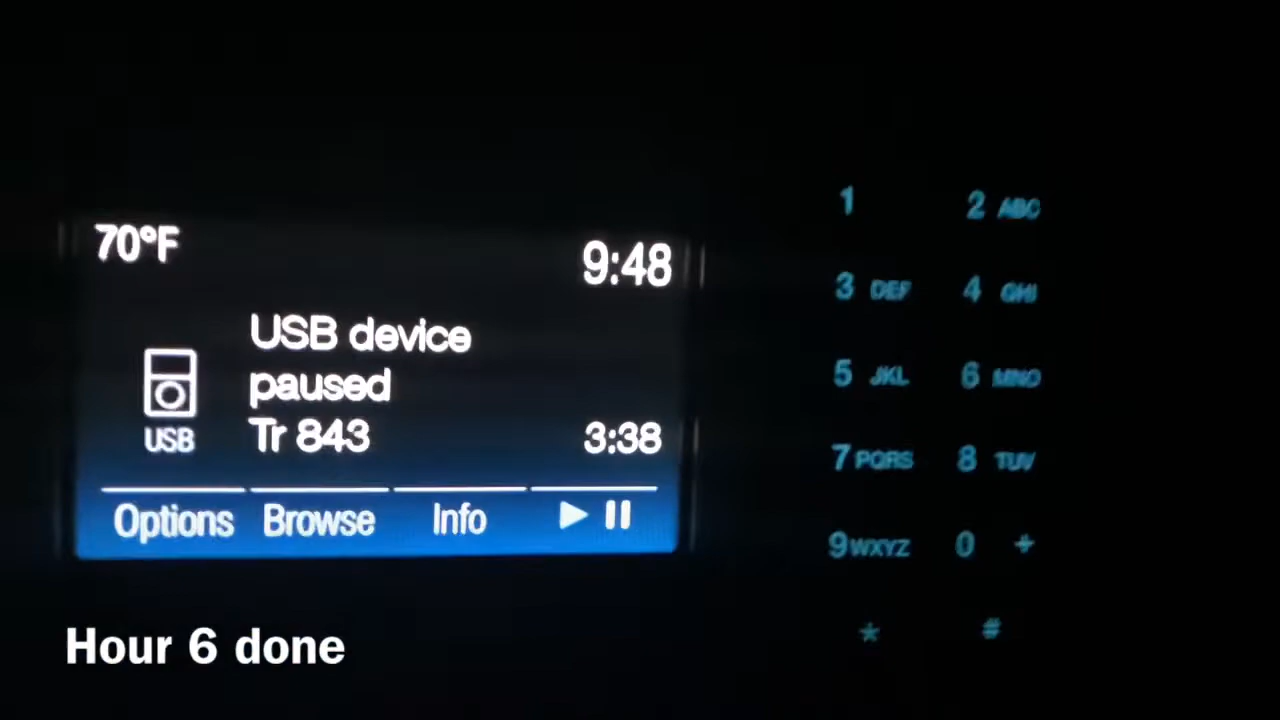 70°F
9:48
USB device
paused
USB
Tr 843
3:38
Options Browse Info
Hour 6 done
1
2 ABC
3 DEF
4 GHI
5 JKL
6 MNO
7 PQRS
8 TUV
9 WXYZ
0 +
*
#